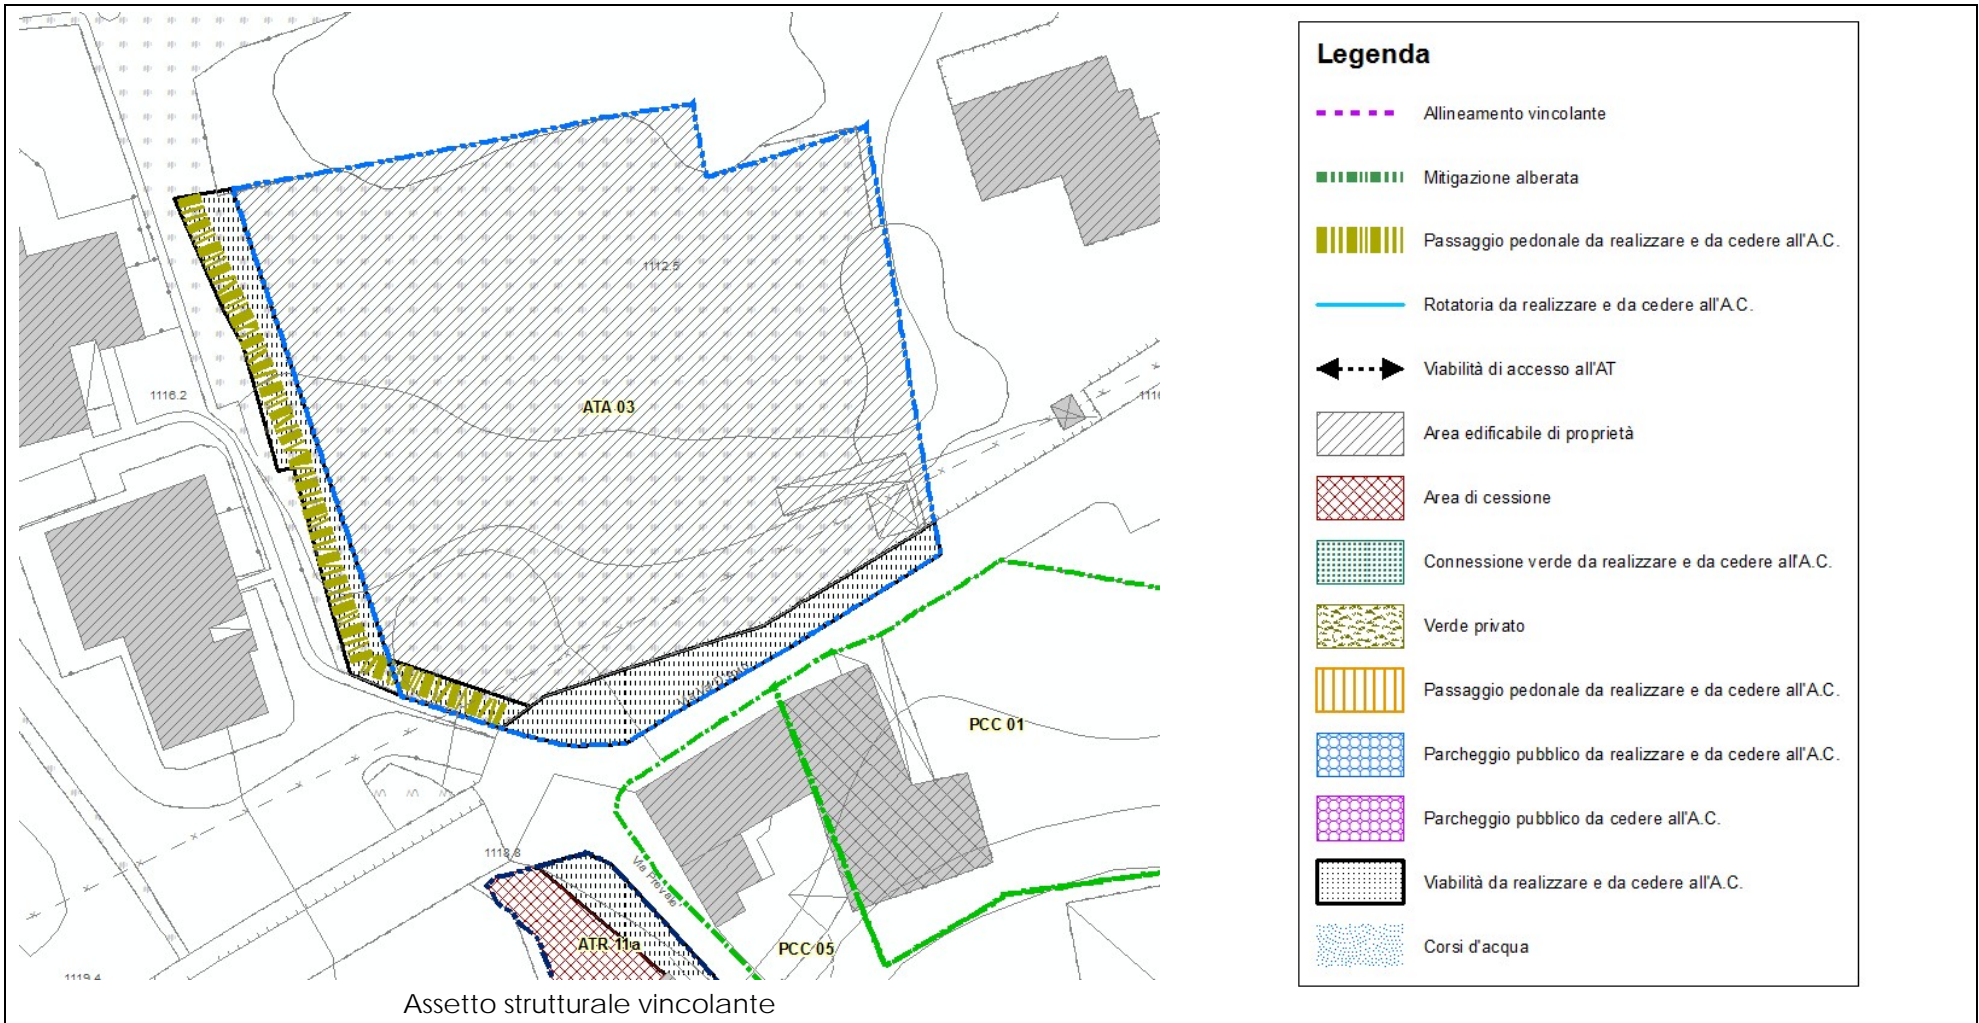 1112.5
1116.2
ATA 03
PCC 01
1118.8
Via Prevale
ATR 11a
PCC 05
1119.4
Assetto strutturale vincolante
Legenda
Allineamento vincolante
Mitigazione alberata
Passaggio pedonale da realizzare e da cedere all'A.C.
Rotatoria da realizzare e da cedere all'A.C.
Viabilità di accesso all'AT
Area edificabile di proprietà
Area di cessione
Connessione verde da realizzare e da cedere all'A.C.
Verde privato
Passaggio pedonale da realizzare e da cedere all'A.C.
Parcheggio pubblico da realizzare e da cedere all'A.C.
Parcheggio pubblico da cedere all'A.C.
Viabilità da realizzare e da cedere all'A.C.
Corsi d'acqua